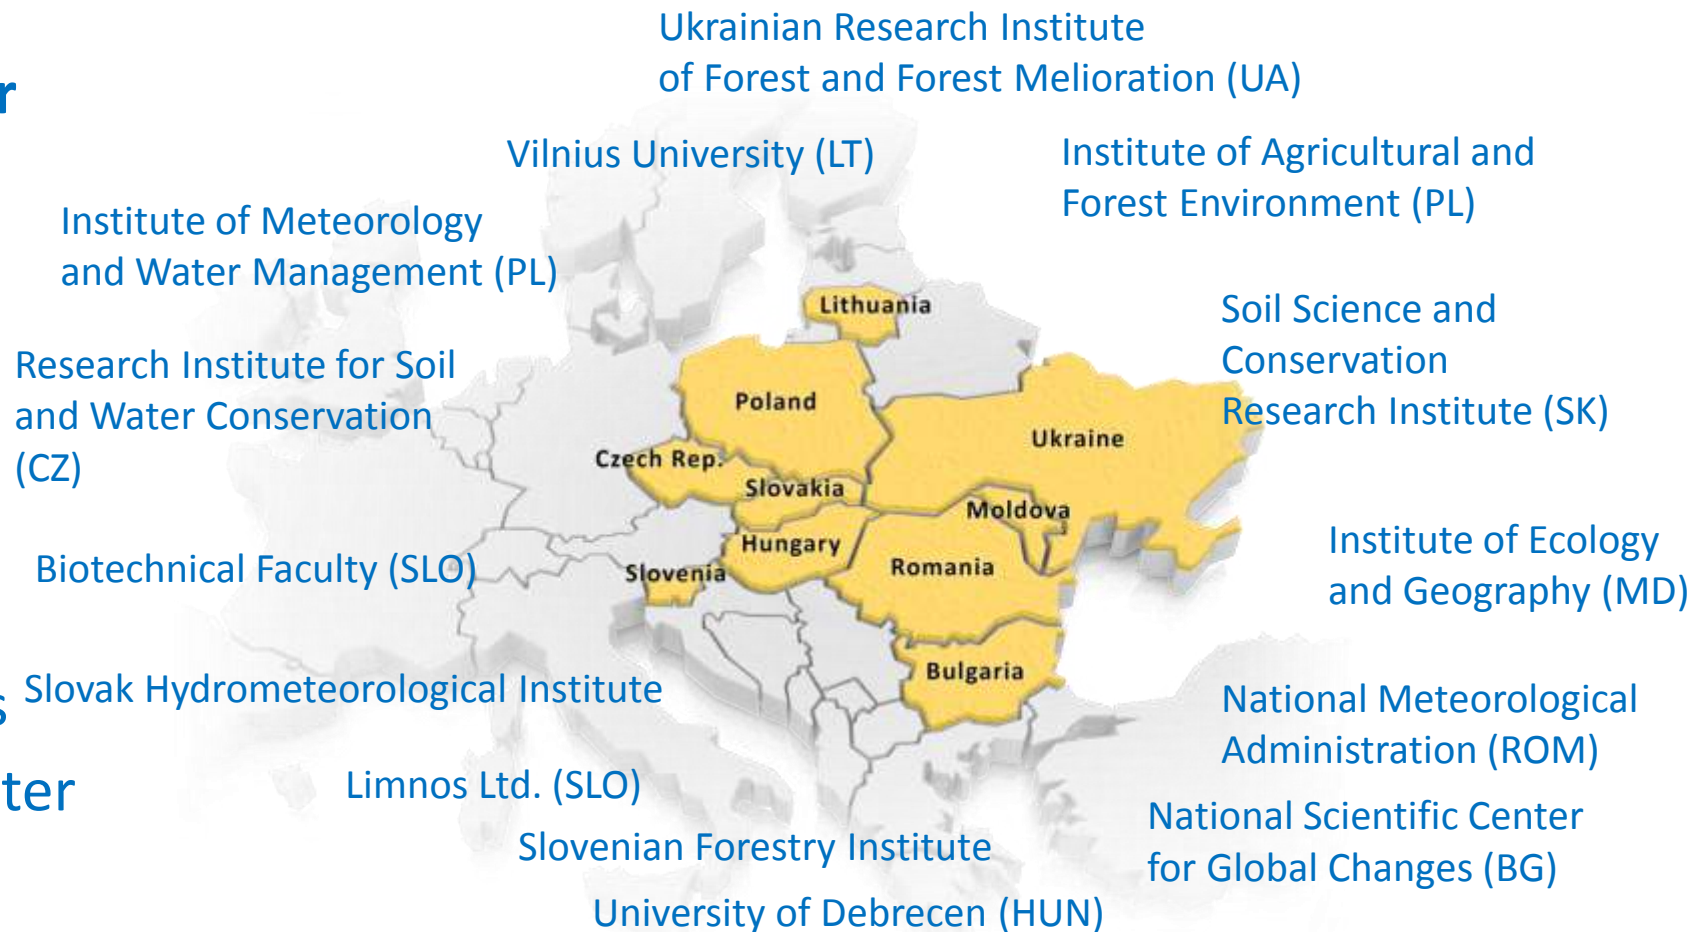 Ukrainian Research Institute
of Forest and Forest Melioration (UA)
r
Vilnius University (LT)
Institute of Agricultural and
Forest Environment (PL)
Institute of Meteorology
and Water Management (PL)
Lithuania
Soil Science and
Conservation
Research Institute (SK)
Research Institute for Soil
and Water Conservation
(CZ)
Poland
Ukraine
Czech Rep.
Slovakia
Moldova
Hungary
Romania
Slovenia
Biotechnical Faculty (SLO)
Institute of Ecology
and Geography (MD)
Bulgaria
s
Slovak Hydrometeorological Institute
National Meteorological
Administration (ROM)
ter
Limnos Ltd. (SLO)
National Scientific Center
for Global Changes (BG)
Slovenian Forestry Institute
University of Debrecen (HUN)